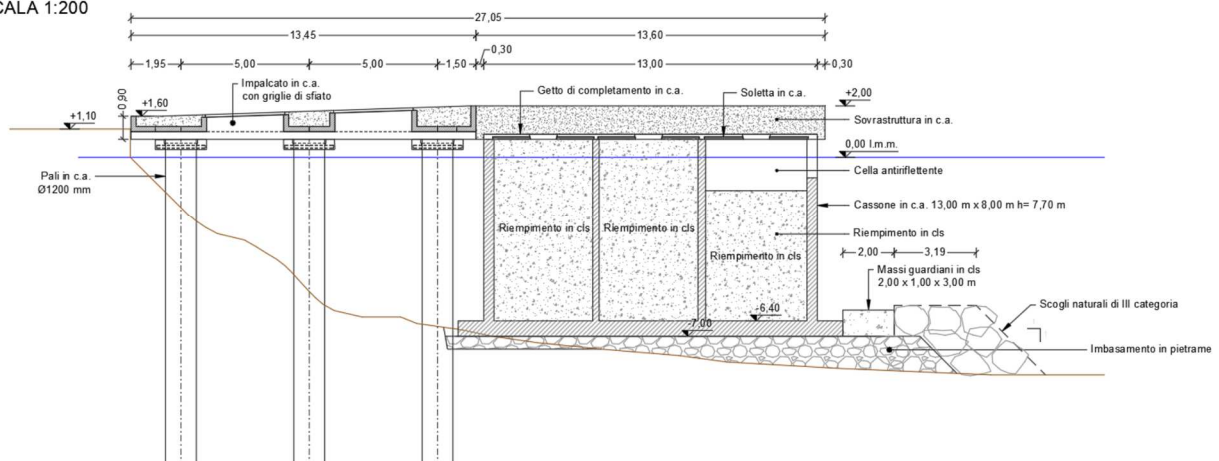 CALA 1:200
27,05
13,45
13,60
1,95
5,00
5,00
1,50
0,30
13,00
0,30
Impalcato in c.a.
con griglie di sfiato
Getto di completamento in c.a.
Soletta in c.a.
+2,00
0,90
+1,60
+1,10
Sovrastruttura in c.a.
0,00 l.m.m.
Cella antiriflettente
Pali in c.a.
Ø1200 mm
Cassone in c.a. 13,00 m x 8,00 m h= 7,70 m
Riempimento in cls
Riempimento in cls
Riempimento in cls
Riempimento in cls
2,00
3,19
Massi guardiani in cls
2,00 x 1,00 x 3,00 m
Scogli naturali di III categoria
-6,40
-7,00
Imbasamento in pietrame